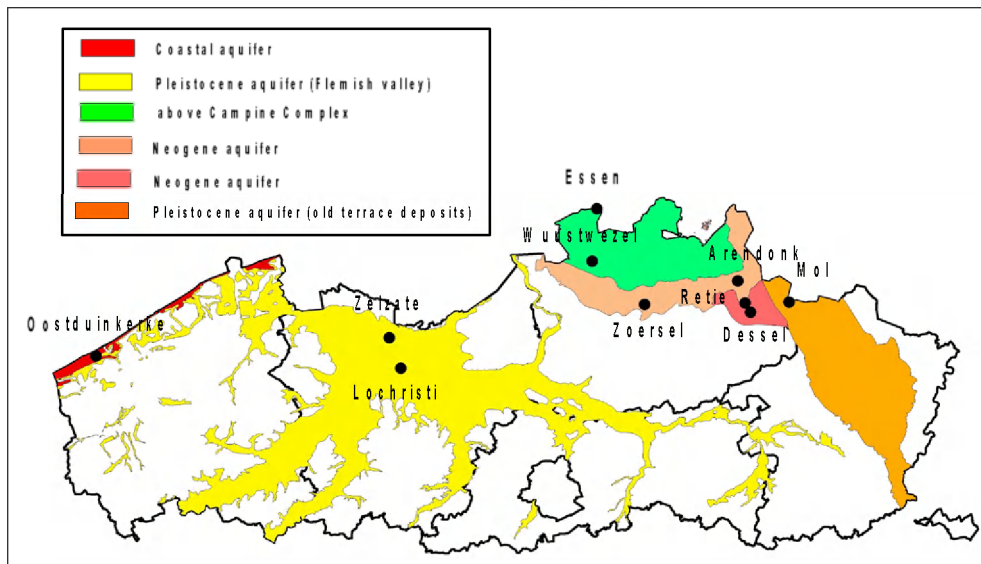 Coastal aquifer
Pleistocene aquifer (Flemish valley)
above Campine Complex
Neogene aquifer
Neogene aquifer
Pleistocene aquifer (old terrace deposits)
Essen
Wuustwezel
Arendonk
Mol
Zelzate
Retie
Oostduinkerke
Zoersel
Dessel
Lochristi